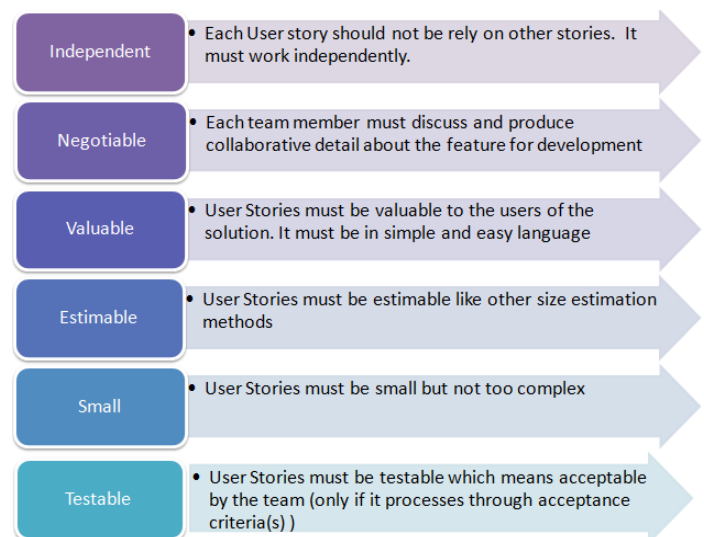 Independent
• Each User story should not be rely on other stories.  It
must work independently.
Negotiable
• Each team member must discuss and produce
collaborative detail about the feature for development
Valuable
• User Stories must be valuable to the users of the
solution. It must be in simple and easy language
Estimable
• User Stories must be estimable like other size estimation
methods
Small
• User Stories must be small but not too complex
Testable
• User Stories must be testable which means acceptable
by the team (only if it processes through acceptance
criteria(s) )